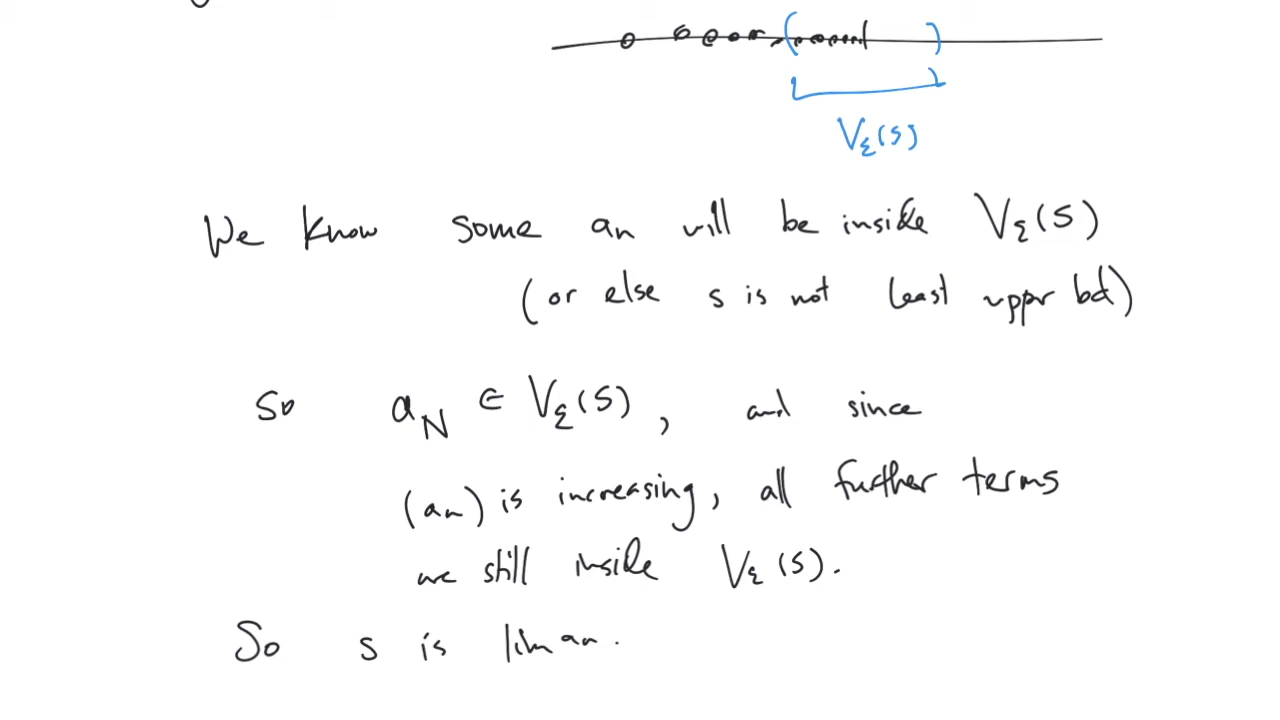 Vε(s)
We know some an will be inside Vε(s)
(or else s is not least uppr bd)
So aN ∈ Vε(s), and since
(an) is increasing, all further terms
are still inside Vε(s).
So s is lim an.